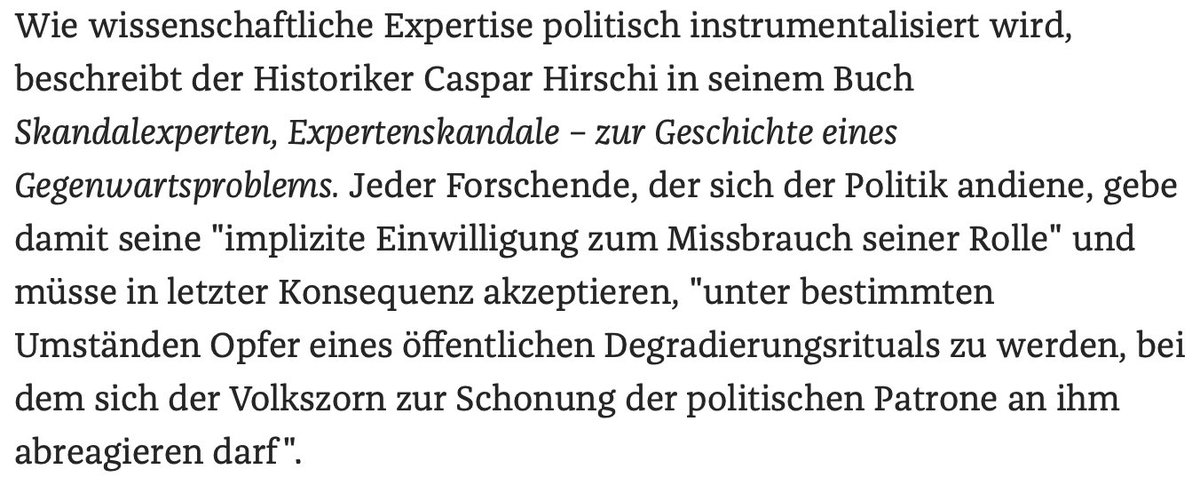 Wie wissenschaftliche Expertise politisch instrumentalisiert wird,
beschreibt der Historiker Caspar Hirschi in seinem Buch
Skandalexperten, Expertenskandale – zur Geschichte eines
Gegenwartsproblems. Jeder Forschende, der sich der Politik andiene, gebe
damit seine "implizite Einwilligung zum Missbrauch seiner Rolle" und
müsse in letzter Konsequenz akzeptieren, "unter bestimmten
Umständen Opfer eines öffentlichen Degradierungsrituals zu werden, bei
dem sich der Volkszorn zur Schonung der politischen Patrone an ihm
abreagieren darf".